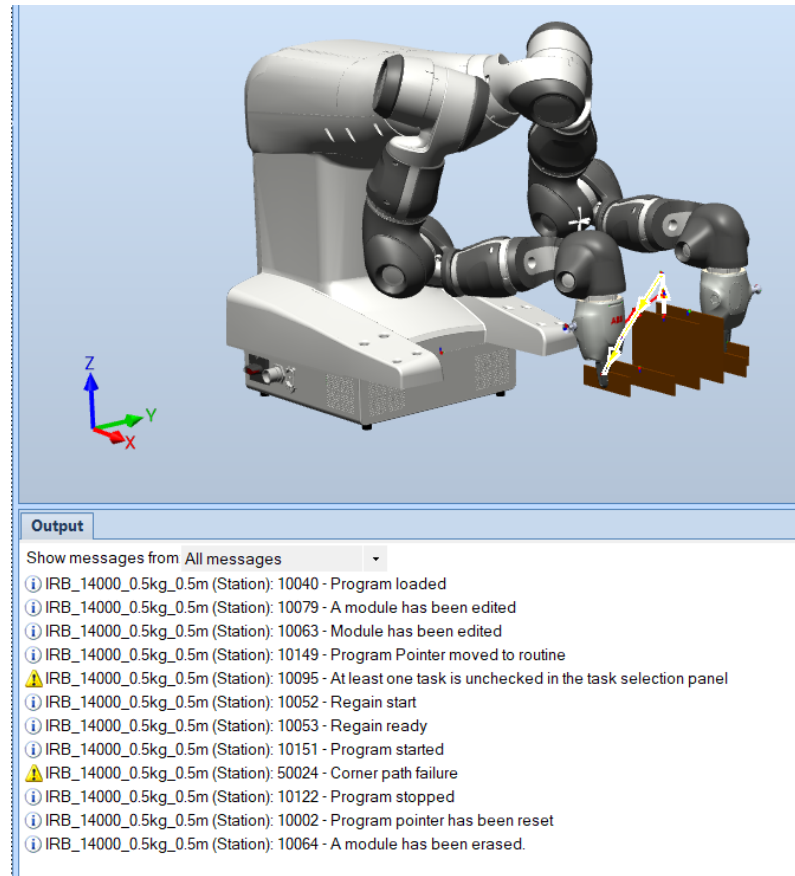 ABB
Z
Y
X
Output
Show messages from All messages
IRB_14000_0.5kg_0.5m (Station): 10040 - Program loaded
IRB_14000_0.5kg_0.5m (Station): 10079 - A module has been edited
IRB_14000_0.5kg_0.5m (Station): 10063 - Module has been edited
IRB_14000_0.5kg_0.5m (Station): 10149 - Program Pointer moved to routine
IRB_14000_0.5kg_0.5m (Station): 10095 - At least one task is unchecked in the task selection panel
IRB_14000_0.5kg_0.5m (Station): 10052 - Regain start
IRB_14000_0.5kg_0.5m (Station): 10053 - Regain ready
IRB_14000_0.5kg_0.5m (Station): 10151 - Program started
IRB_14000_0.5kg_0.5m (Station): 50024 - Corner path failure
IRB_14000_0.5kg_0.5m (Station): 10122 - Program stopped
IRB_14000_0.5kg_0.5m (Station): 10002 - Program pointer has been reset
IRB_14000_0.5kg_0.5m (Station): 10064 - A module has been erased.